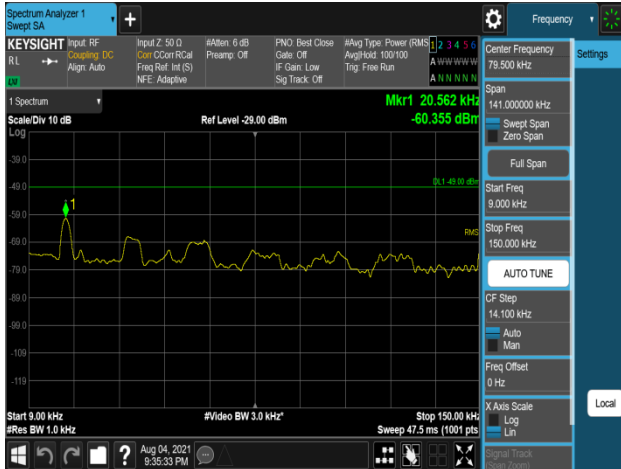 Spectrum Analyzer 1
Swept SA
Frequency
KEYSIGHT
RL
LV
Input: RF
Coupling: DC
Align: Auto
Input Z: 50 Ω
Corr CCorr RCal
Freq Ref: Int (S)
NFE: Adaptive
#Atten: 6 dB
Preamp: Off
PNO: Best Close
Gate: Off
IF Gain: Low
Sig Track: Off
#Avg Type: Power (RMS
Avg|Hold: 100/100
Trig: Free Run
1 2 3 4 5 6
A W W W W W
A N N N N N
Center Frequency
79.500 kHz
Settings
Span
141.000000 kHz
Swept Span
Zero Span
Full Span
Start Freq
9.000 kHz
Stop Freq
150.000 kHz
AUTO TUNE
CF Step
14.100 kHz
Auto
Man
Freq Offset
0 Hz
X Axis Scale
Log
Lin
Signal Track
(Span Zoom)
Local
1 Spectrum
Scale/Div 10 dB
Log
Ref Level -29.00 dBm
Mkr1 20.562 kHz
-60.355 dBm
-39.0
-49.0
DL1 -49.00 dBm
1
-59.0
RMS
-69.0
-79.0
-89.0
-99.0
-109
-119
Start 9.00 kHz
#Res BW 1.0 kHz
#Video BW 3.0 kHz*
Stop 150.00 kHz
Sweep 47.5 ms (1001 pts
?
Aug 04, 2021
9:35:33 PM